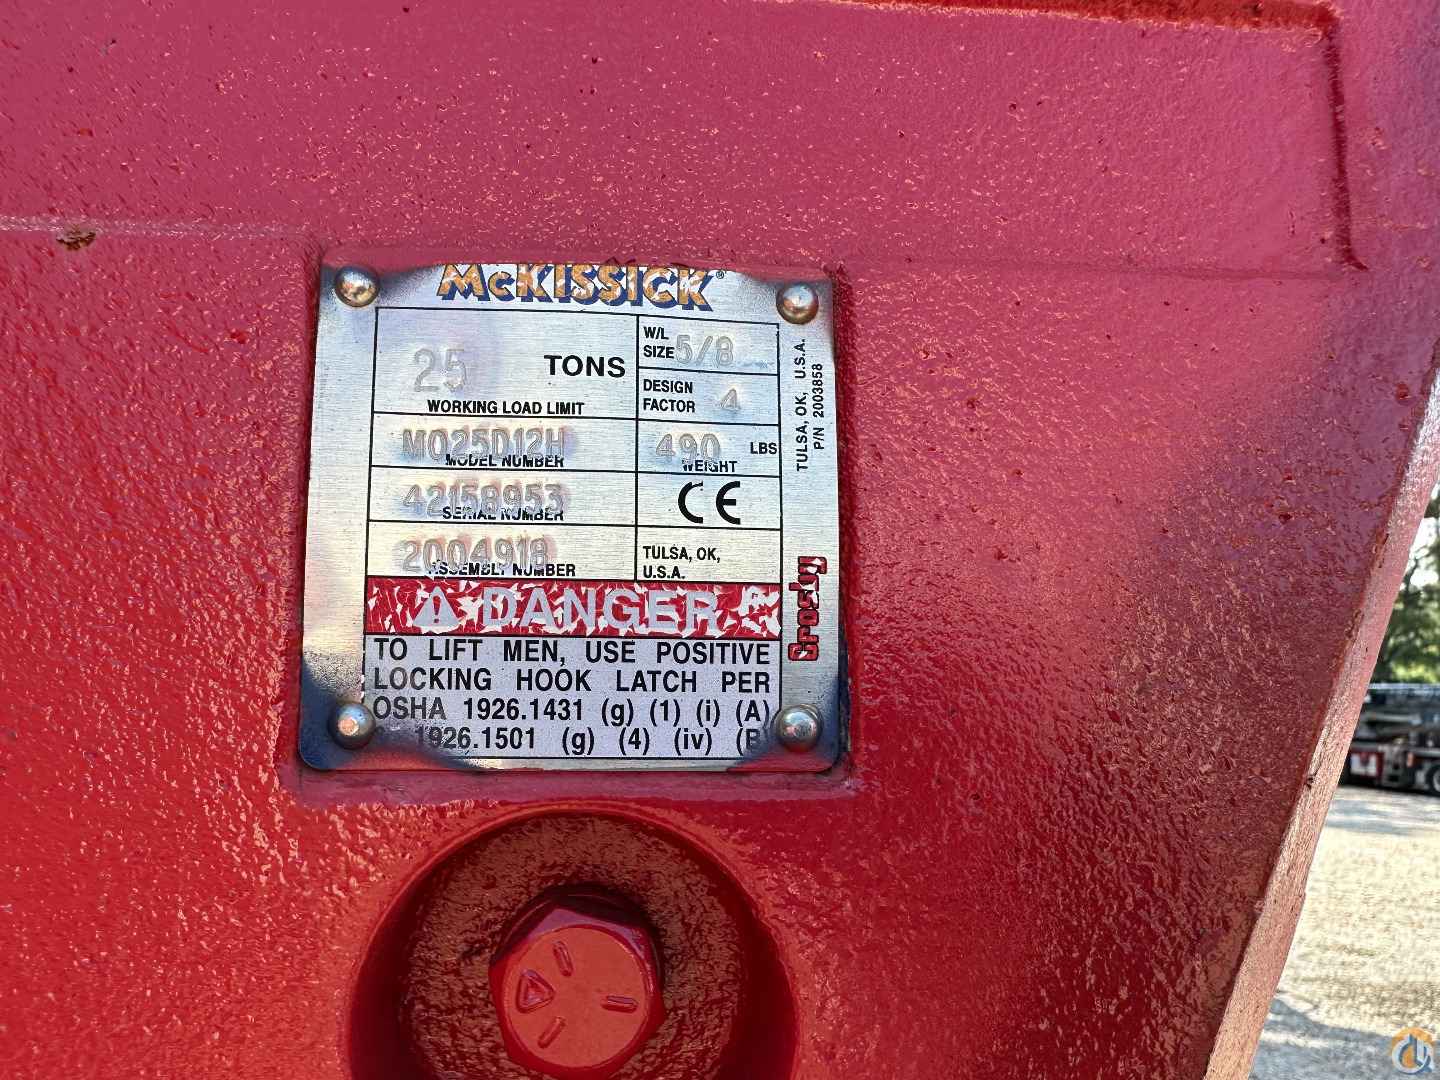 McKISSICK®
25 TONS
WORKING LOAD LIMIT
W/L
SIZE 5/8
DESIGN
FACTOR 4
M025D12H
MODEL NUMBER
490 LBS
WEIGHT
42158953
SERIAL NUMBER
CE
2004918
ASSEMBLY NUMBER
TULSA, OK,
U.S.A.
DANGER
TO LIFT MEN, USE POSITIVE
LOCKING HOOK LATCH PER
OSHA 1926.1431 (g) (1) (i) (A)
1926.1501 (g) (4) (iv) (B)
TULSA, OK, U.S.A.
P/N 2003858
Crosby